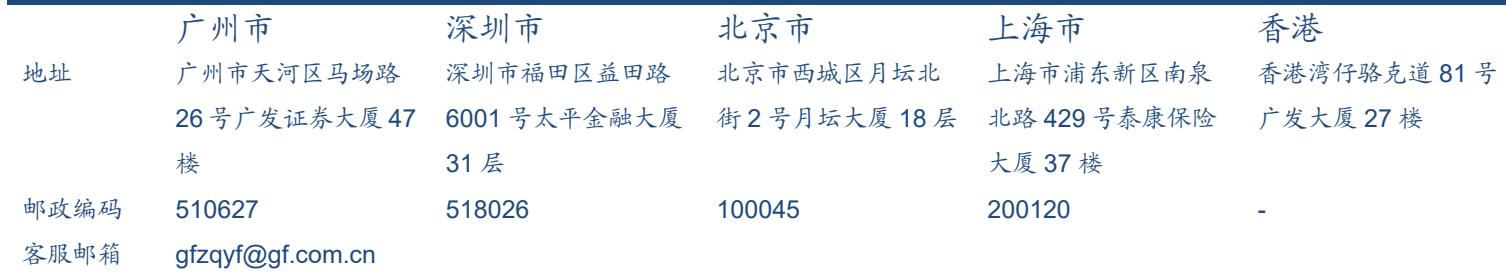 广州市 深圳市 北京市 上海市 香港
地址 广州市天河区马场路 深圳市福田区益田路 北京市西城区月坛北 上海市浦东新区南泉 香港湾仔骆克道 81 号
26 号广发证券大厦 47 6001 号太平金融大厦 街 2 号月坛大厦 18 层 北路 429 号泰康保险 广发大厦 27 楼
楼 31 层 大厦 37 楼
邮政编码 510627 518026 100045 200120 -
客服邮箱 gfzqyf@gf.com.cn